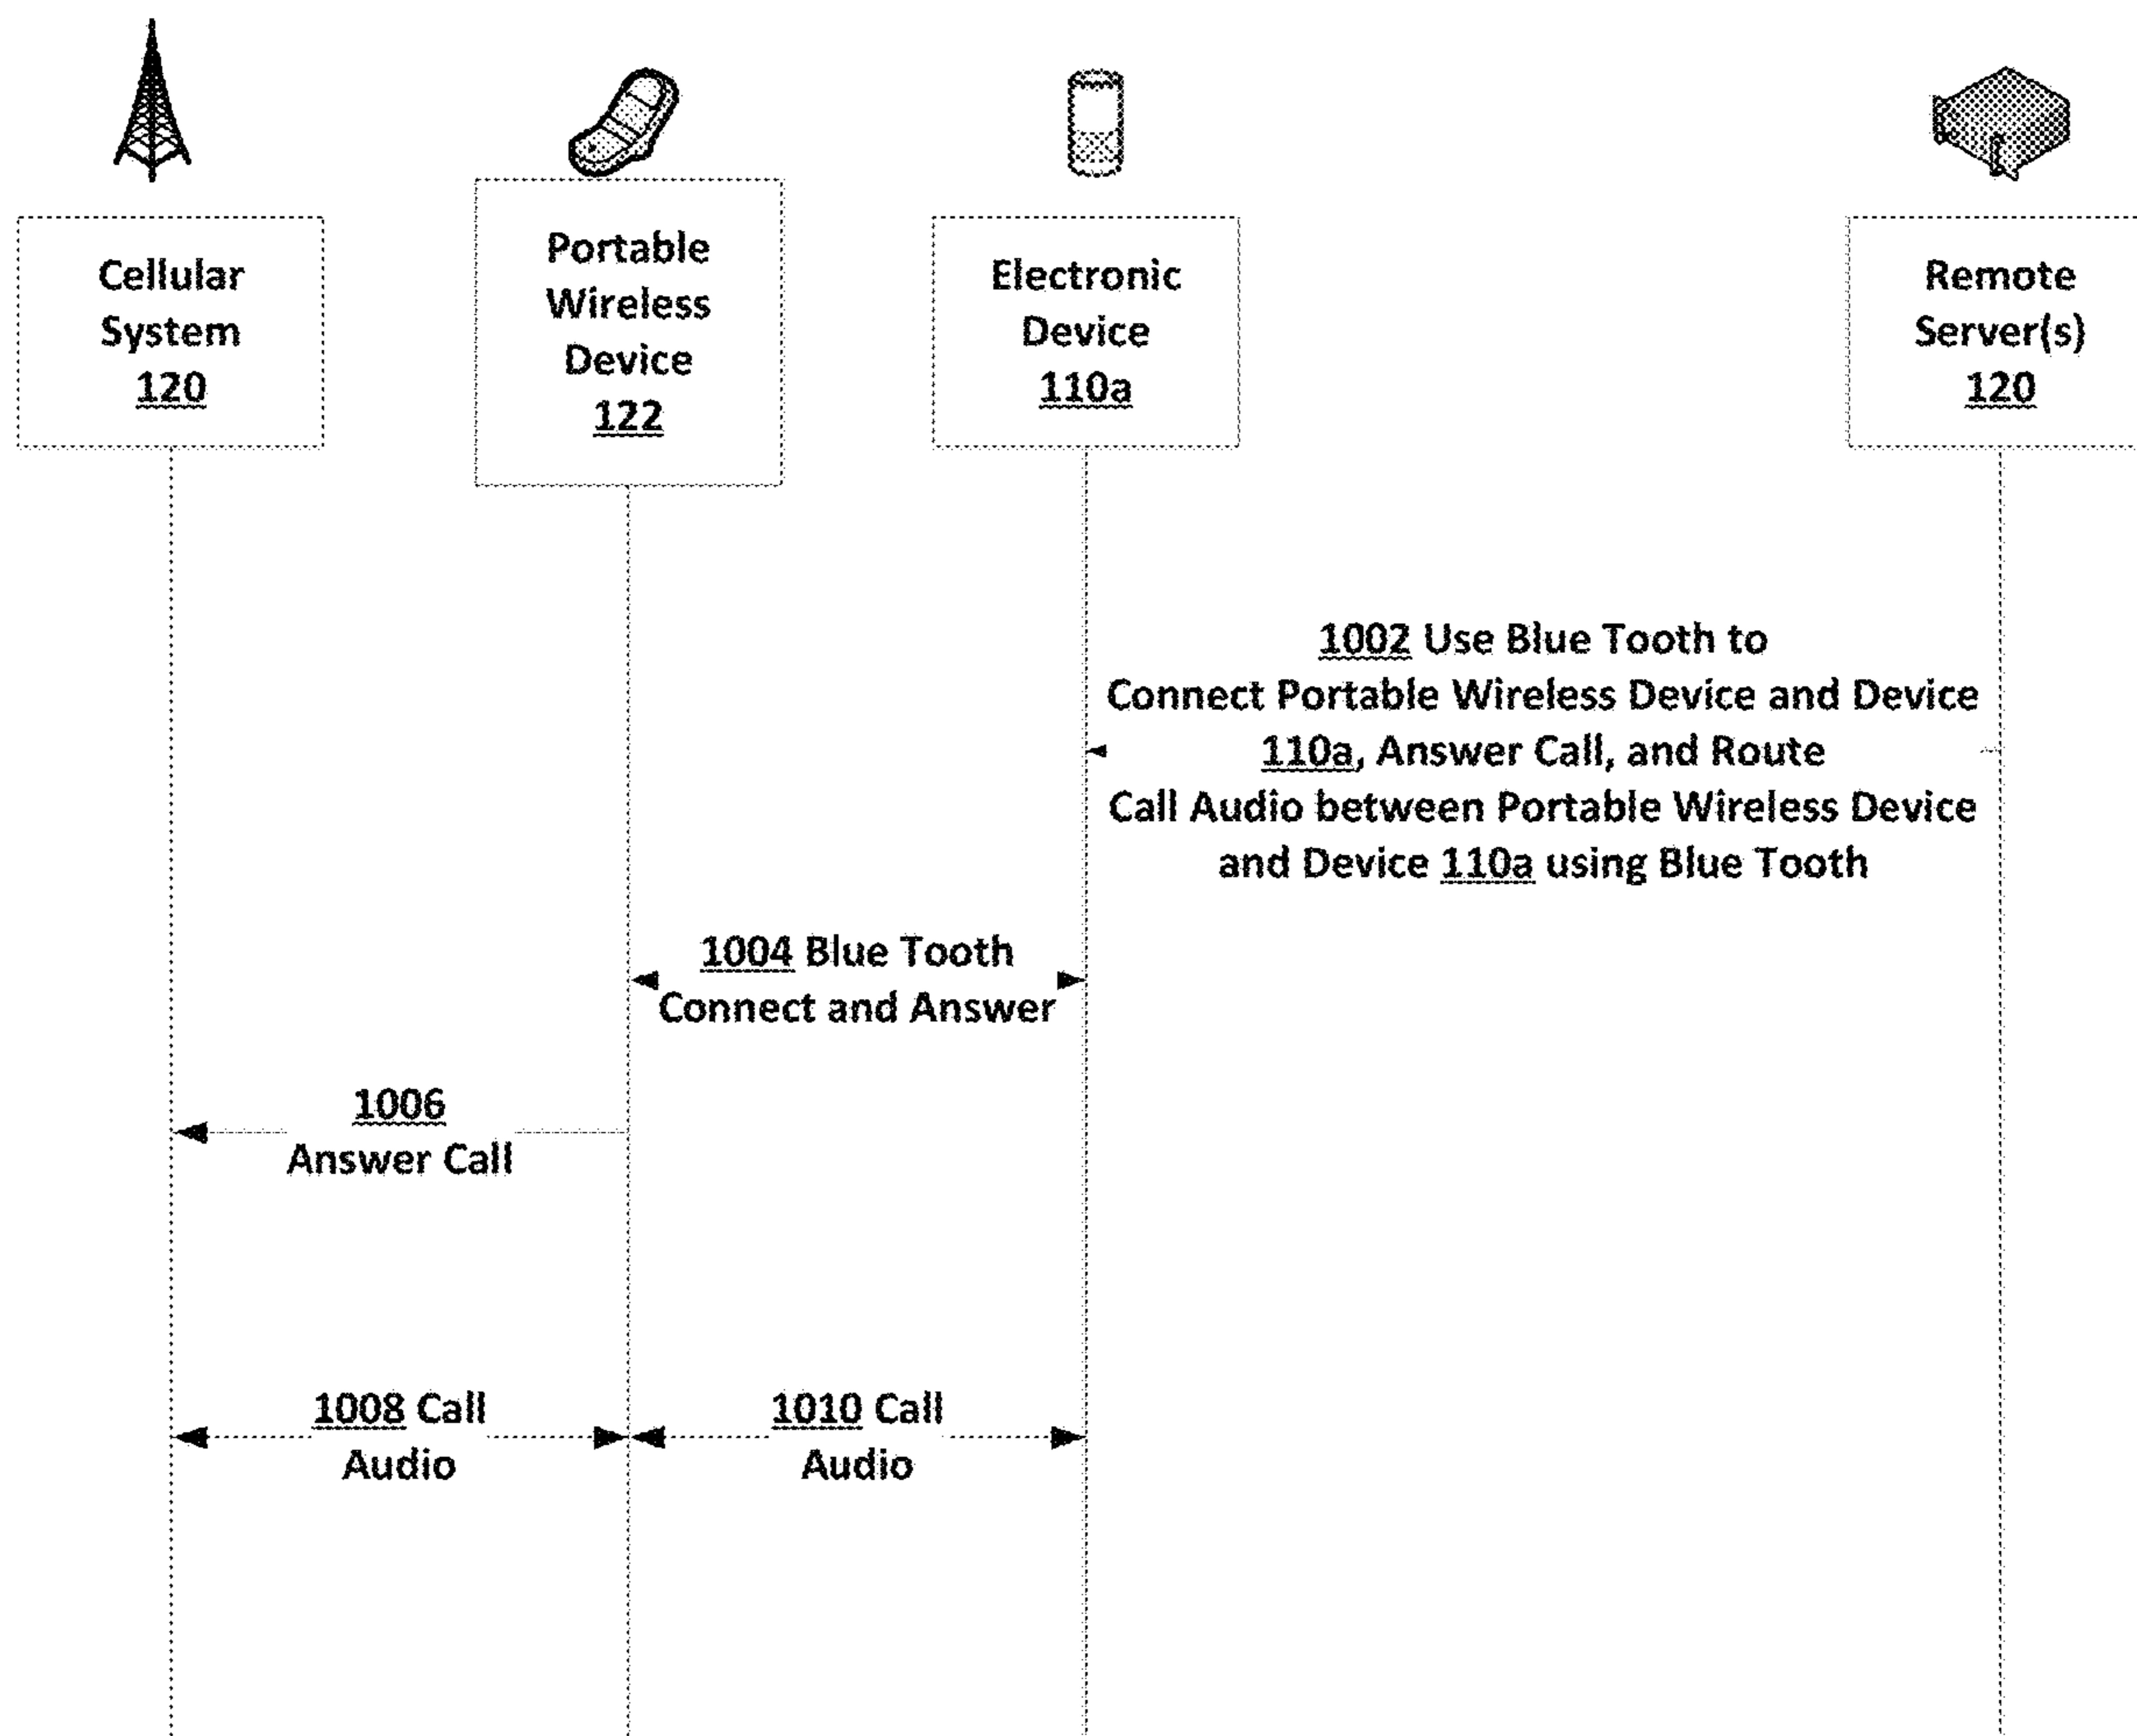 Cellular
System
120
Portable
Wireless
Device
122
Electronic
Device
110a
Remote
Server(s)
120
1002 Use Blue Tooth to
Connect Portable Wireless Device and Device
110a, Answer Call, and Route
Call Audio between Portable Wireless Device
and Device 110a using Blue Tooth
1004 Blue Tooth
Connect and Answer
1006
Answer Call
1008 Call
Audio
1010 Call
Audio